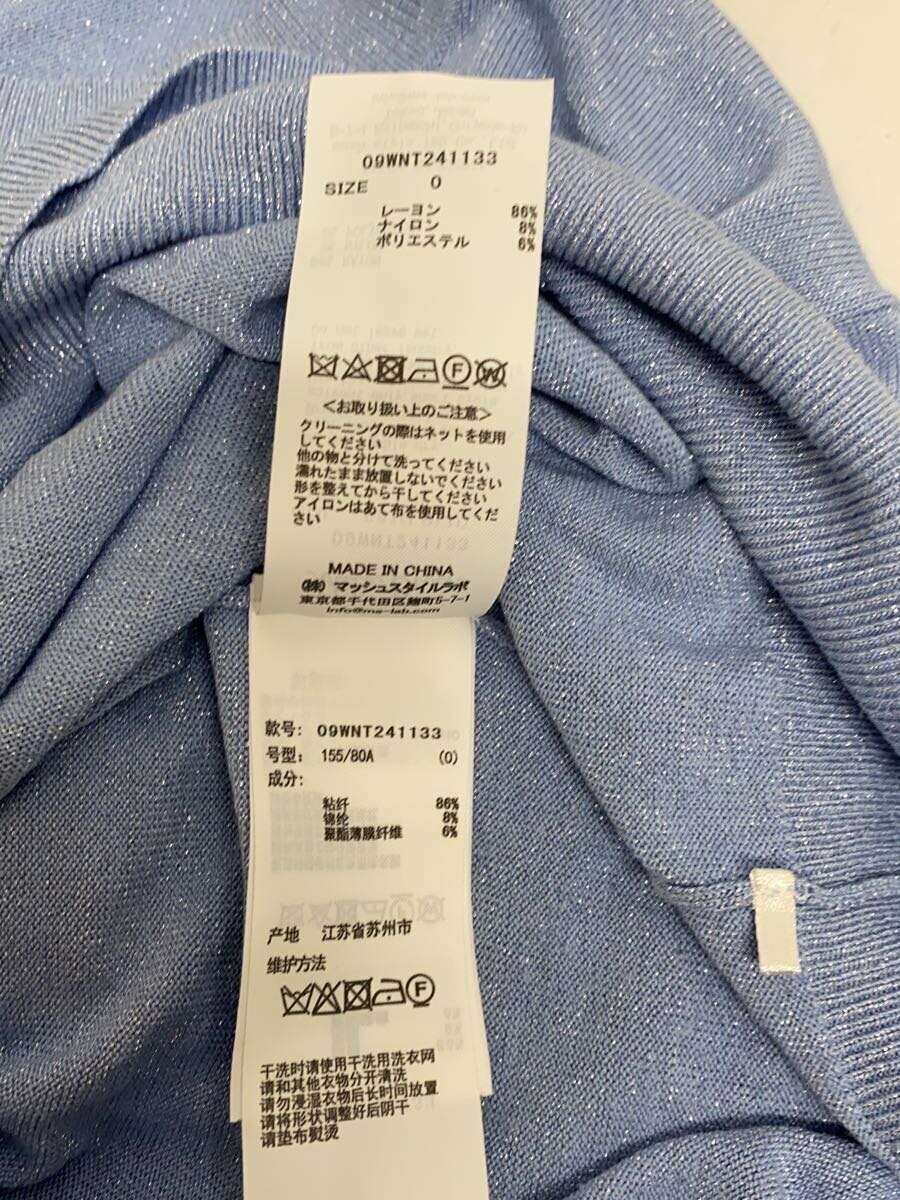 09WNT241133
SIZE 0
レーヨン 86%
ナイロン 8%
ポリエステル 6%
<お取り扱い上のご注意>
クリーニングの際はネットを使用
してください
他の物と分けて洗ってください
濡れたまま放置しないでください
形を整えてから干してください
アイロンはあて布を使用してくだ
さい
MADE IN CHINA
㈱ マッシュスタイルラボ
東京都千代田区麹町5-7-1
info@ms-lab.com
款号: 09WNT241133
号型: 155/80A (0)
成分:
粘纤 86%
锦纶 8%
聚酯薄膜纤维 6%
产地 江苏省苏州市
维护方法
干洗时请使用干洗用洗衣网
请和其他衣物分开清洗
请勿浸湿衣物后长时间放置
请将形状调整好后阴干
请垫布熨烫